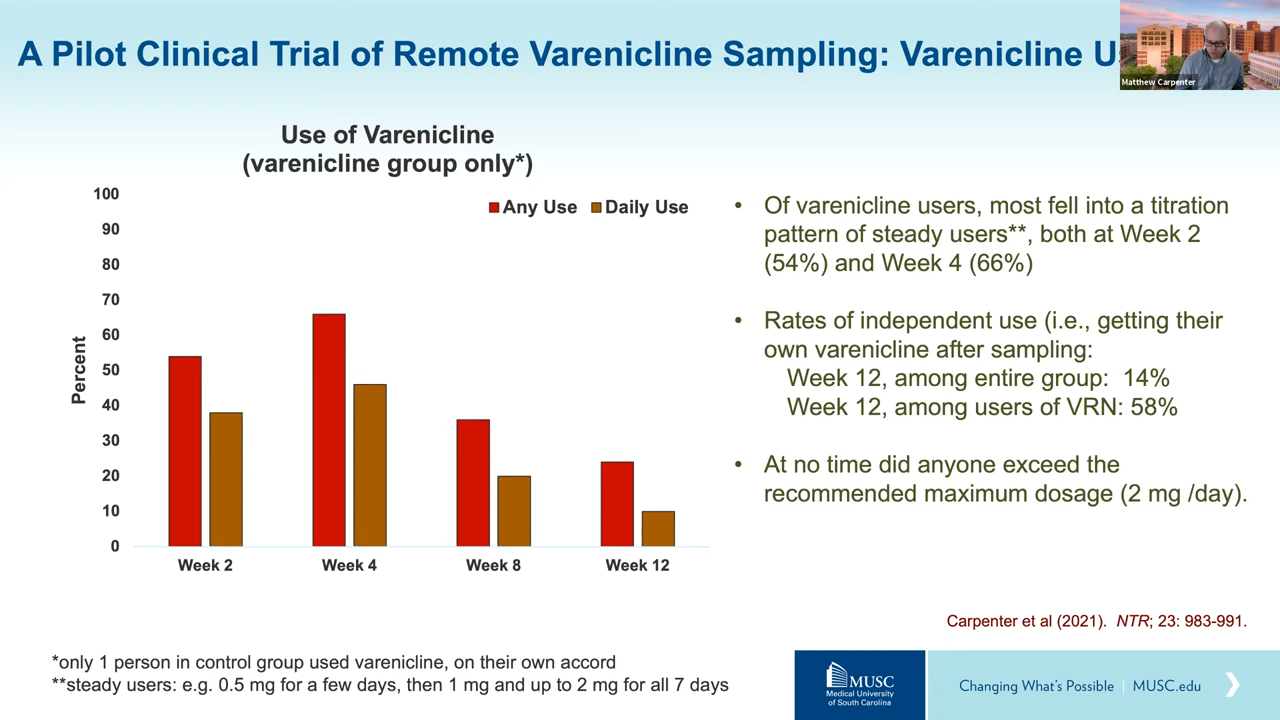 A Pilot Clinical Trial of Remote Varenicline Sampling: Varenicline
Matthew Carpenter
Use of Varenicline
(varenicline group only*)
Any Use
Daily Use
Percent
100
90
80
70
60
50
40
30
20
10
0
Week 2
Week 4
Week 8
Week 12
• Of varenicline users, most fell into a titration
pattern of steady users**, both at Week 2
(54%) and Week 4 (66%)
• Rates of independent use (i.e., getting their
own varenicline after sampling:
Week 12, among entire group: 14%
Week 12, among users of VRN: 58%
• At no time did anyone exceed the
recommended maximum dosage (2 mg /day).
Carpenter et al (2021). NTR; 23: 983-991.
*only 1 person in control group used varenicline, on their own accord
**steady users: e.g. 0.5 mg for a few days, then 1 mg and up to 2 mg for all 7 days
MUSC
Medical University
of South Carolina
Changing What's Possible | MUSC.edu